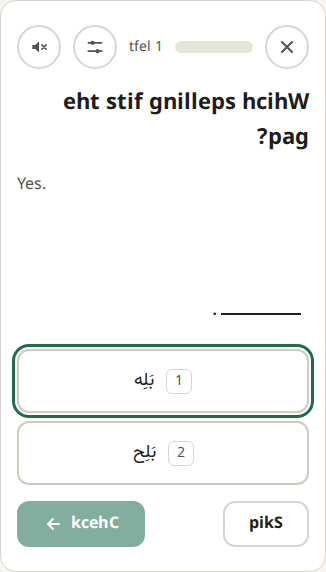 tfel 1
eht stif gnilleps hcihW
?pag
Yes.
.
1 بَلِه
2 بَلِح
kcehC
pikS